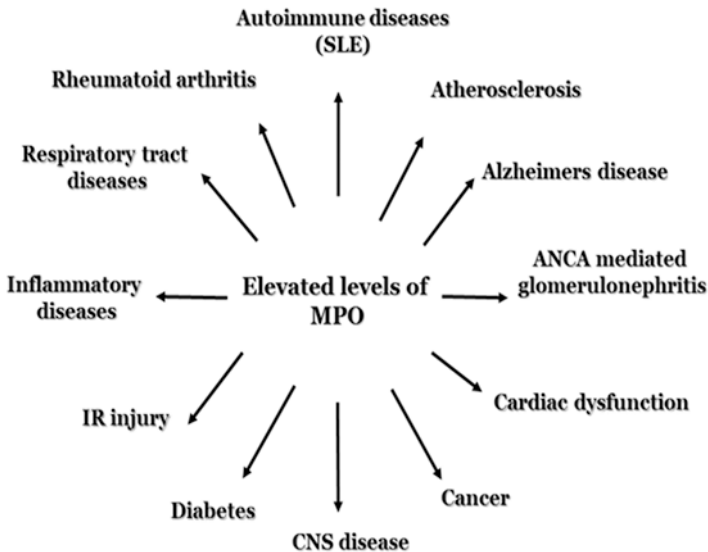 Autoimmune diseases
(SLE)
Rheumatoid arthritis
Atherosclerosis
Respiratory tract
diseases
Alzheimers disease
ANCA mediated
glomerulonephritis
Inflammatory
diseases
Elevated levels of
MPO
IR injury
Cardiac dysfunction
Diabetes
Cancer
CNS disease